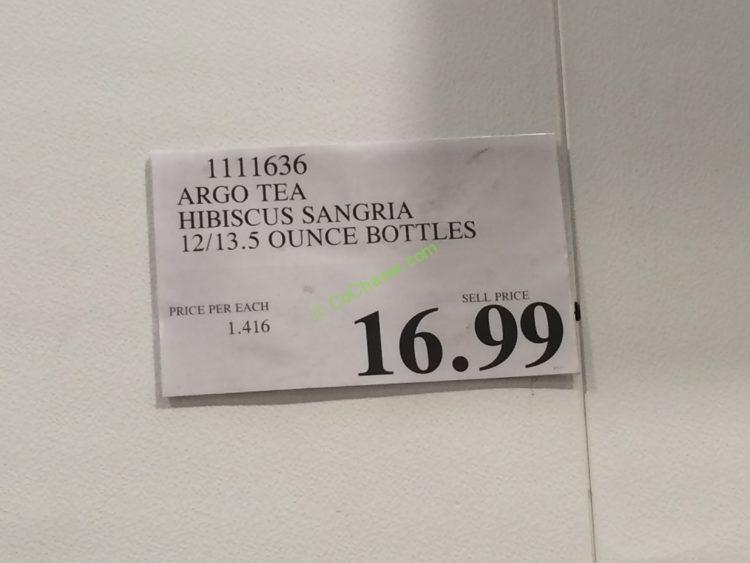 1111636
ARGO TEA
HIBISCUS SANGRIA
12/13.5 OUNCE BOTTLES
© CoChaser.com
PRICE PER EACH
1.416
SELL PRICE
16.99